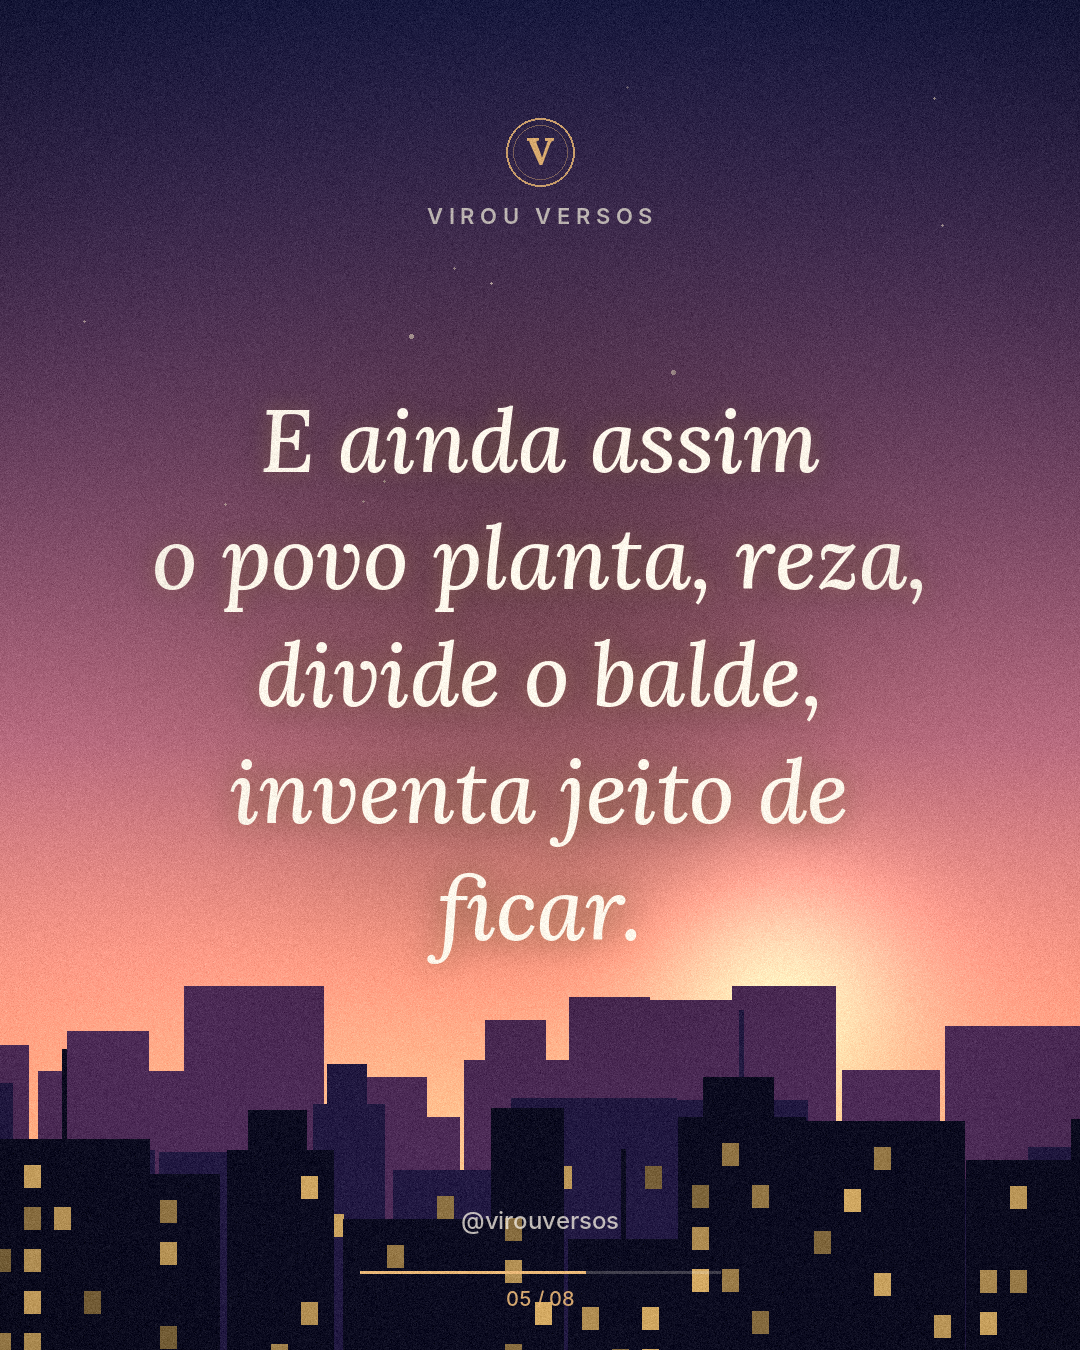 V
VIROU VERSOS
E ainda assim
o povo planta, reza,
divide o balde,
inventa jeito de
ficar.
@virouversos
05 / 08